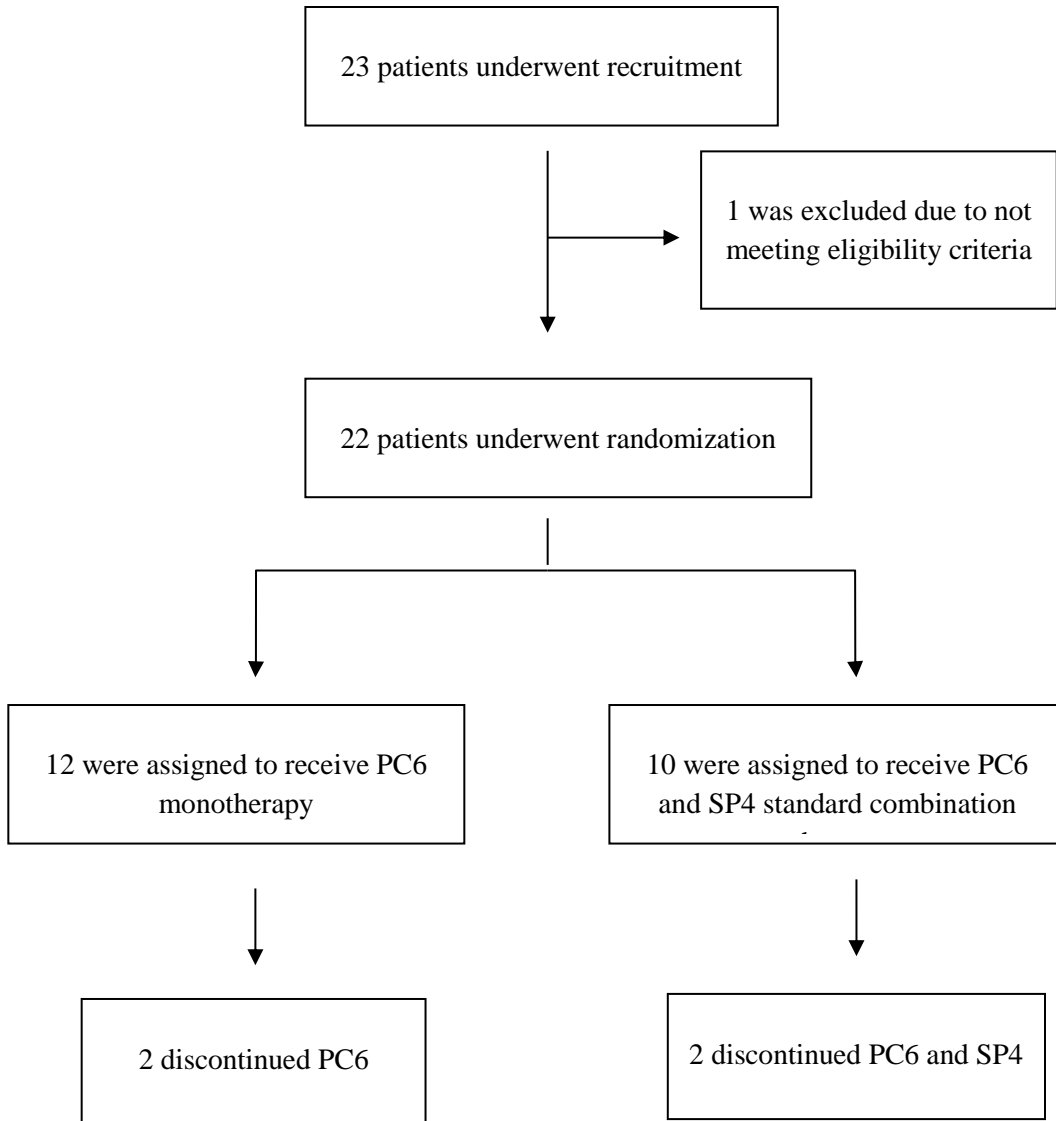 23 patients underwent recruitment
1 was excluded due to not
meeting eligibility criteria
22 patients underwent randomization
12 were assigned to receive PC6
monotherapy
10 were assigned to receive PC6
and SP4 standard combination
2 discontinued PC6
2 discontinued PC6 and SP4